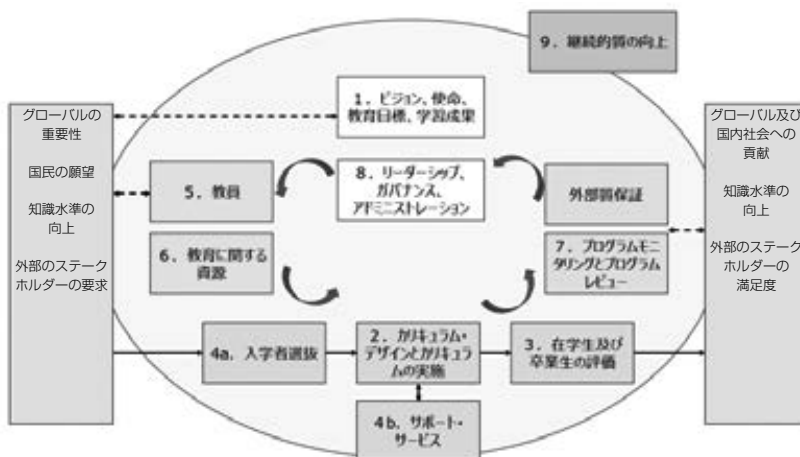 9. 継続的質の向上
グローバルの
重要性
国民の願望
知識水準の
向上
外部のステーク
ホルダーの要求
1. ビジョン、使命、
教育目標、学習成果
8. リーダーシップ、
ガバナンス、
アドミニストレーション
5. 教員
6. 教育に関する
資源
外部質保証
7. プログラムモニ
タリングとプログラム
レビュー
4a. 入学者選抜
2. カリキュラム・
デザインとカリキュラ
ムの実施
3. 在学生及び
卒業生の評価
4b. サポート・
サービス
グローバル及び
国内社会への
貢献
知識水準の
向上
外部のステーク
ホルダーの
満足度